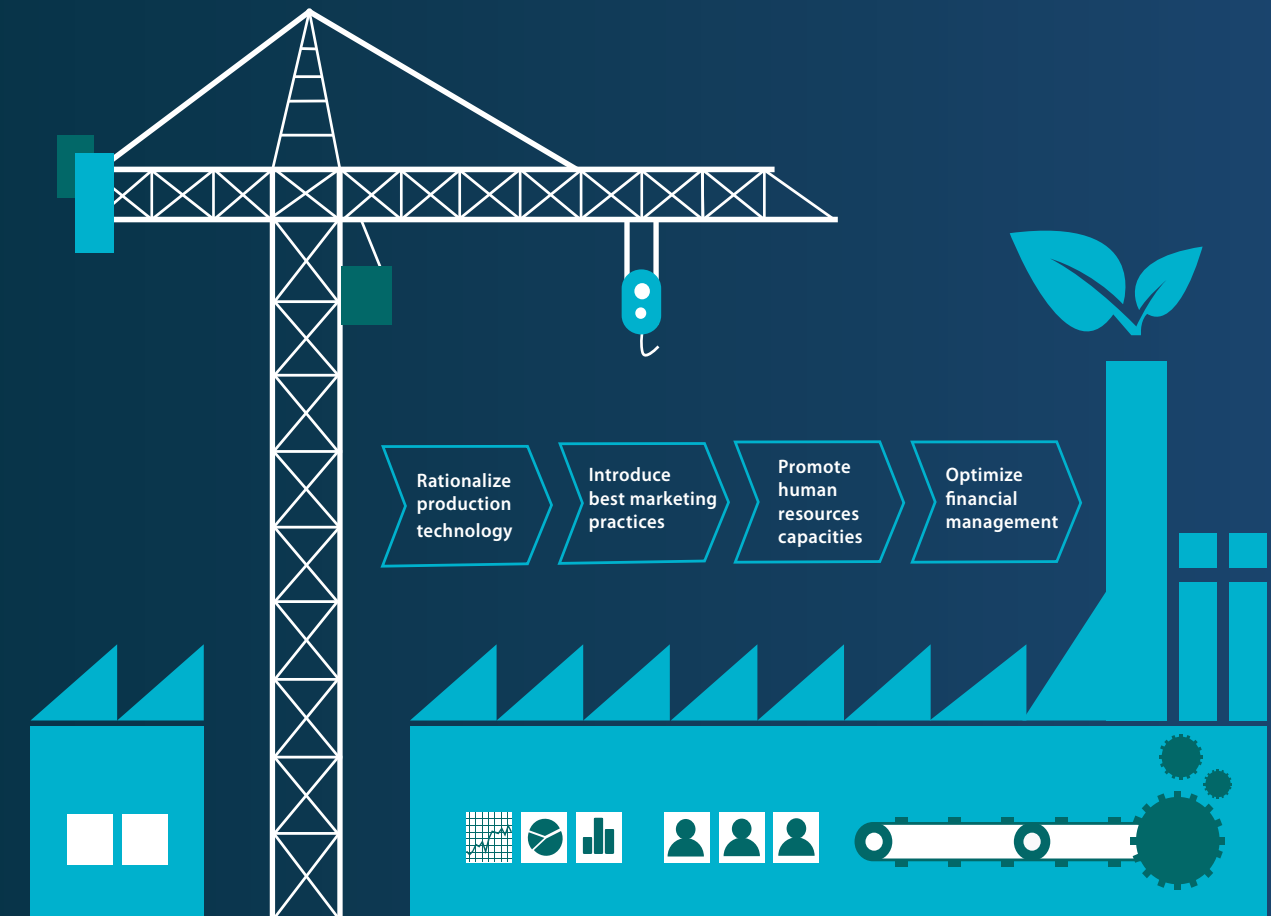 Rationalize
production
technology
Introduce
best marketing
practices
Promote
human
resources
capacities
Optimize
financial
management